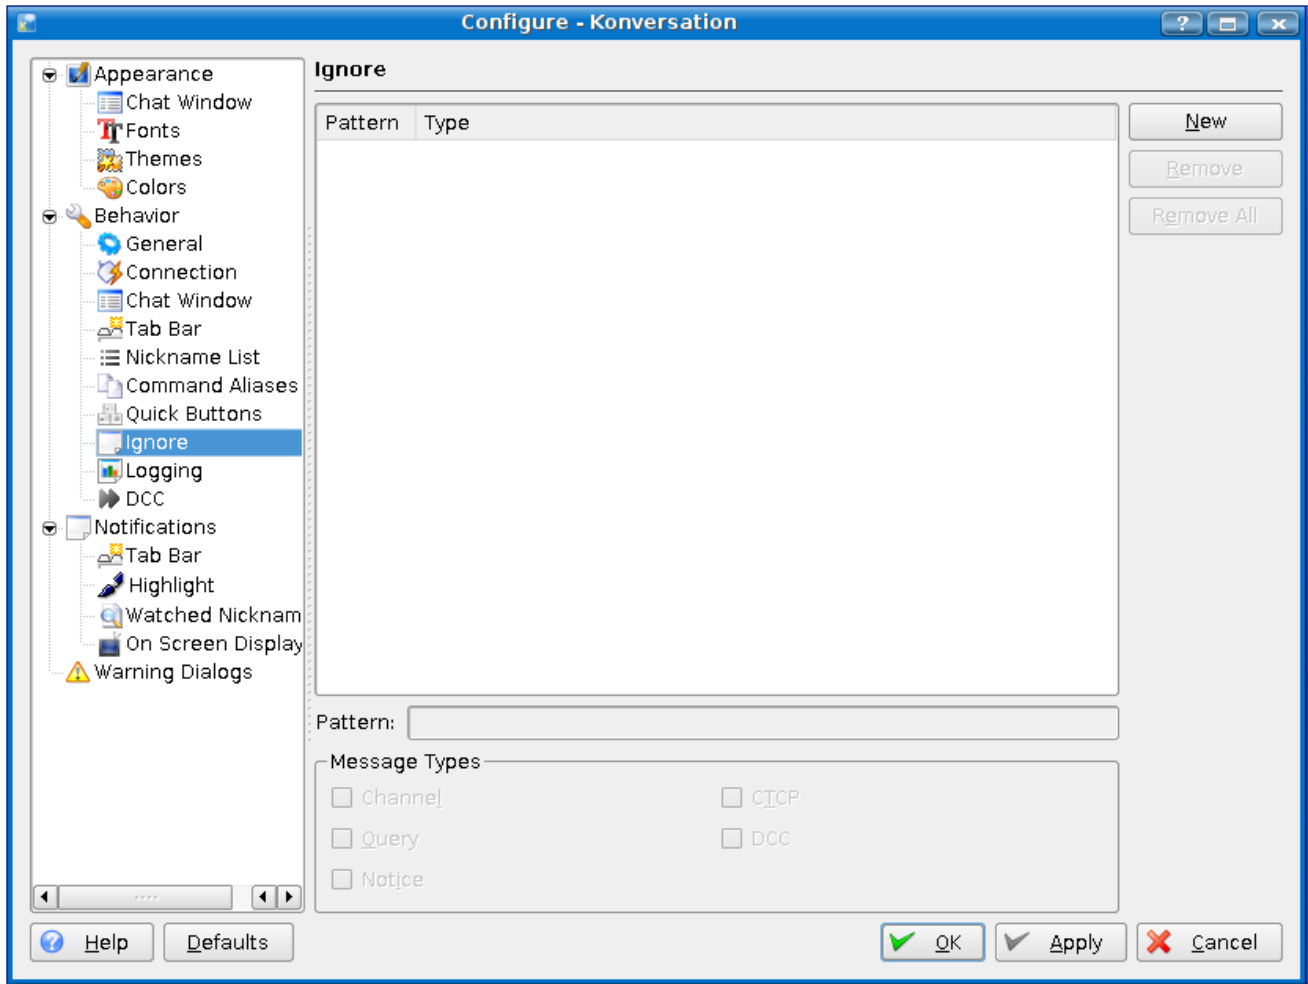 Configure - Konversation
Appearance
Chat Window
Fonts
Themes
Colors
Behavior
General
Connection
Chat Window
Tab Bar
Nickname List
Command Aliases
Quick Buttons
Ignore
Logging
DCC
Notifications
Tab Bar
Highlight
Watched Nicknam
On Screen Display
Warning Dialogs
Ignore
Pattern Type
New
Remove
Remove All
Pattern:
Message Types
Channel CTCP
Query DCC
Notice
Help Defaults OK Apply Cancel